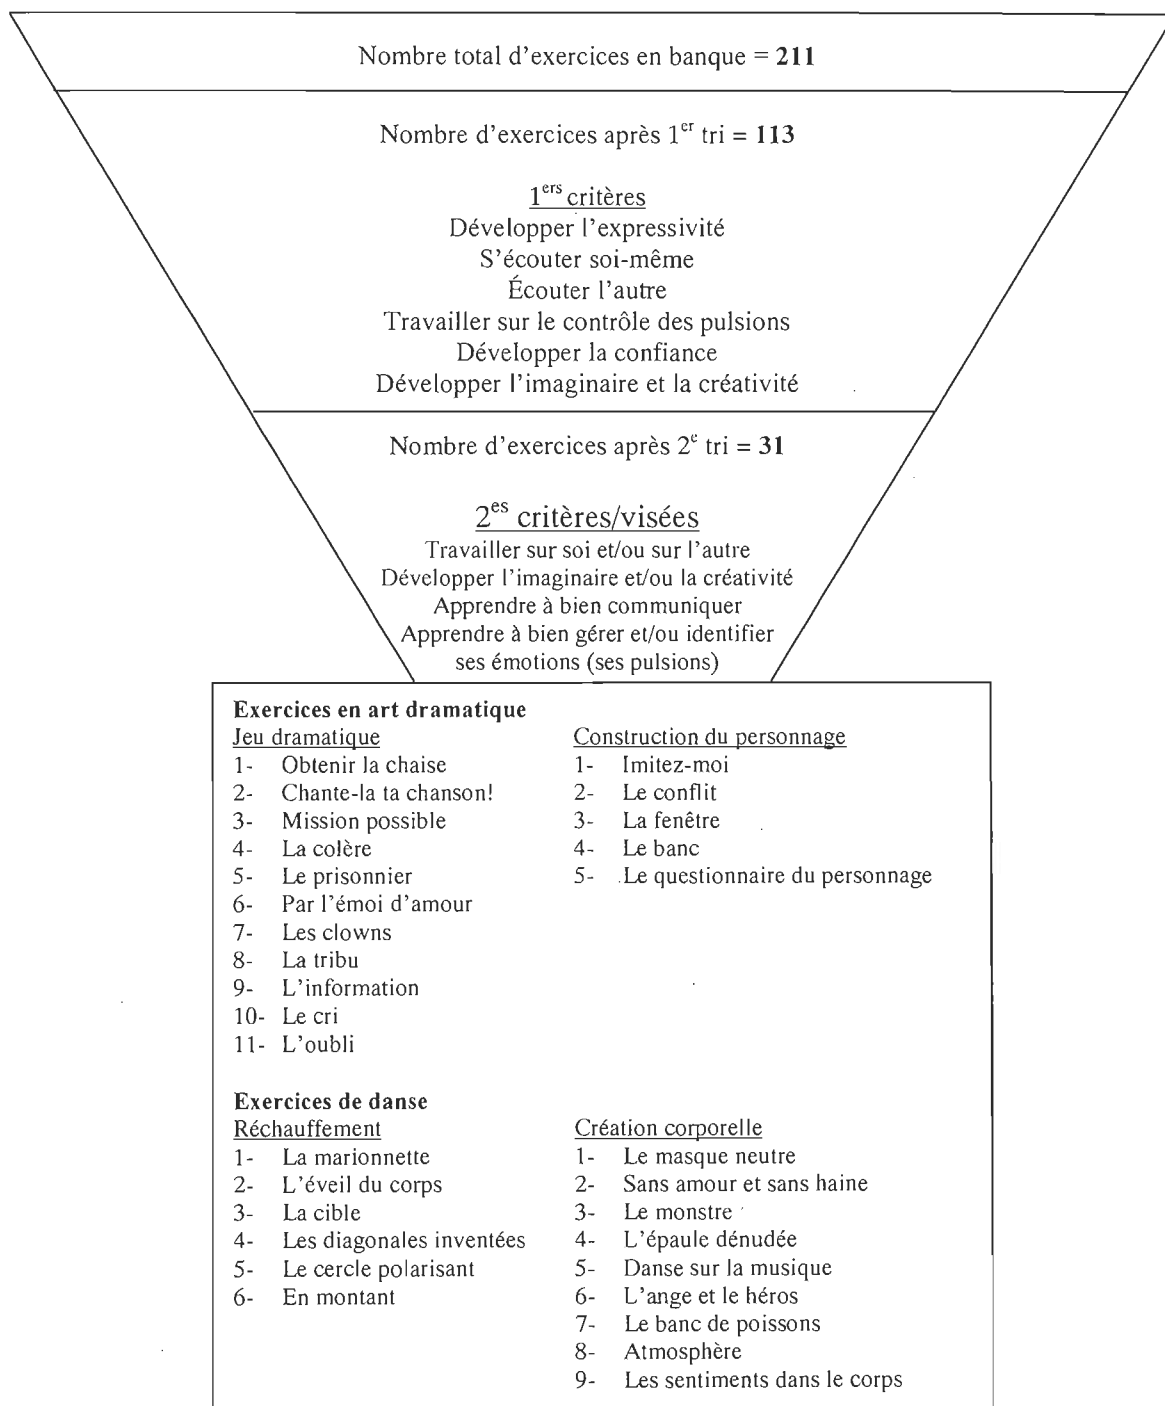 Nombre total d'exercices en banque = 211
Nombre d'exercices après 1er tri = 113
1ers critères
Développer l'expressivité
S'écouter soi-même
Écouter l'autre
Travailler sur le contrôle des pulsions
Développer la confiance
Développer l'imaginaire et la créativité
Nombre d'exercices après 2e tri = 31
2es critères/visées
Travailler sur soi et/ou sur l'autre
Développer l'imaginaire et/ou la créativité
Apprendre à bien communiquer
Apprendre à bien gérer et/ou identifier
ses émotions (ses pulsions)
Exercices en art dramatique
Jeu dramatique
1- Obtenir la chaise
2- Chante-la ta chanson!
3- Mission possible
4- La colère
5- Le prisonnier
6- Par l'émoi d'amour
7- Les clowns
8- La tribu
9- L'information
10- Le cri
11- L'oubli
Construction du personnage
1- Imitez-moi
2- Le conflit
3- La fenêtre
4- Le banc
5- Le questionnaire du personnage
Exercices de danse
Réchauffement
1- La marionnette
2- L'éveil du corps
3- La cible
4- Les diagonales inventées
5- Le cercle polarisant
6- En montant
Création corporelle
1- Le masque neutre
2- Sans amour et sans haine
3- Le monstre
4- L'épaule dénudée
5- Danse sur la musique
6- L'ange et le héros
7- Le banc de poissons
8- Atmosphère
9- Les sentiments dans le corps